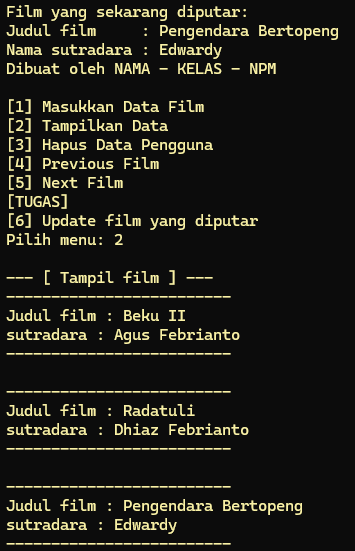 Film yang sekarang diputar:
Judul film     : Pengendara Bertopeng
Nama sutradara : Edwardy
Dibuat oleh NAMA - KELAS - NPM
[1] Masukkan Data Film
[2] Tampilkan Data
[3] Hapus Data Pengguna
[4] Previous Film
[5] Next Film
[TUGAS]
[6] Update film yang diputar
Pilih menu: 2
--- [ Tampil film ] ---
-------------------------
Judul film : Beku II
sutradara : Agus Febrianto
-------------------------
-------------------------
Judul film : Radatuli
sutradara : Dhiaz Febrianto
-------------------------
-------------------------
Judul film : Pengendara Bertopeng
sutradara : Edwardy
-------------------------